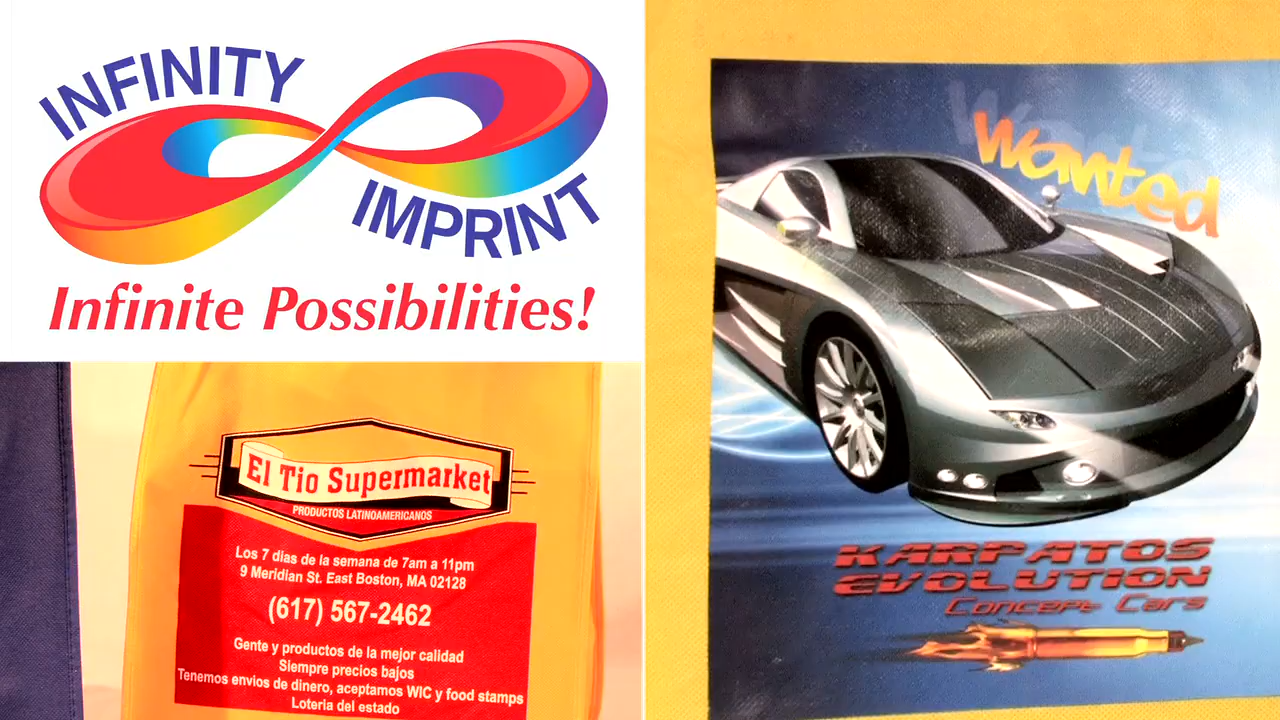 INFINITY
IMPRINT
Infinite Possibilities!
El Tio Supermarket
PRODUCTOS LATINOAMERICANOS
Los 7 dias de la semana de 7am a 11pm
9 Meridian St. East Boston, MA 02128
(617) 567-2462
Gente y productos de la mejor calidad
Siempre precios bajos
Tenemos envios de dinero, aceptamos WIC y food stamps
Loteria del estado
Wanted
KARPATOS
EVOLUTION
Concept Cars